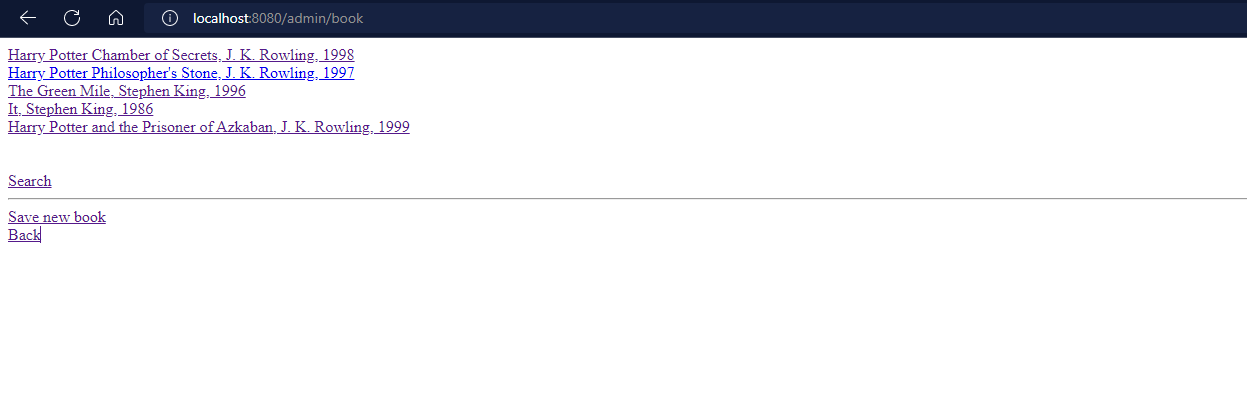 localhost:8080/admin/book
Harry Potter Chamber of Secrets, J. K. Rowling, 1998
Harry Potter Philosopher's Stone, J. K. Rowling, 1997
The Green Mile, Stephen King, 1996
It, Stephen King, 1986
Harry Potter and the Prisoner of Azkaban, J. K. Rowling, 1999
Search
Save new book
Back